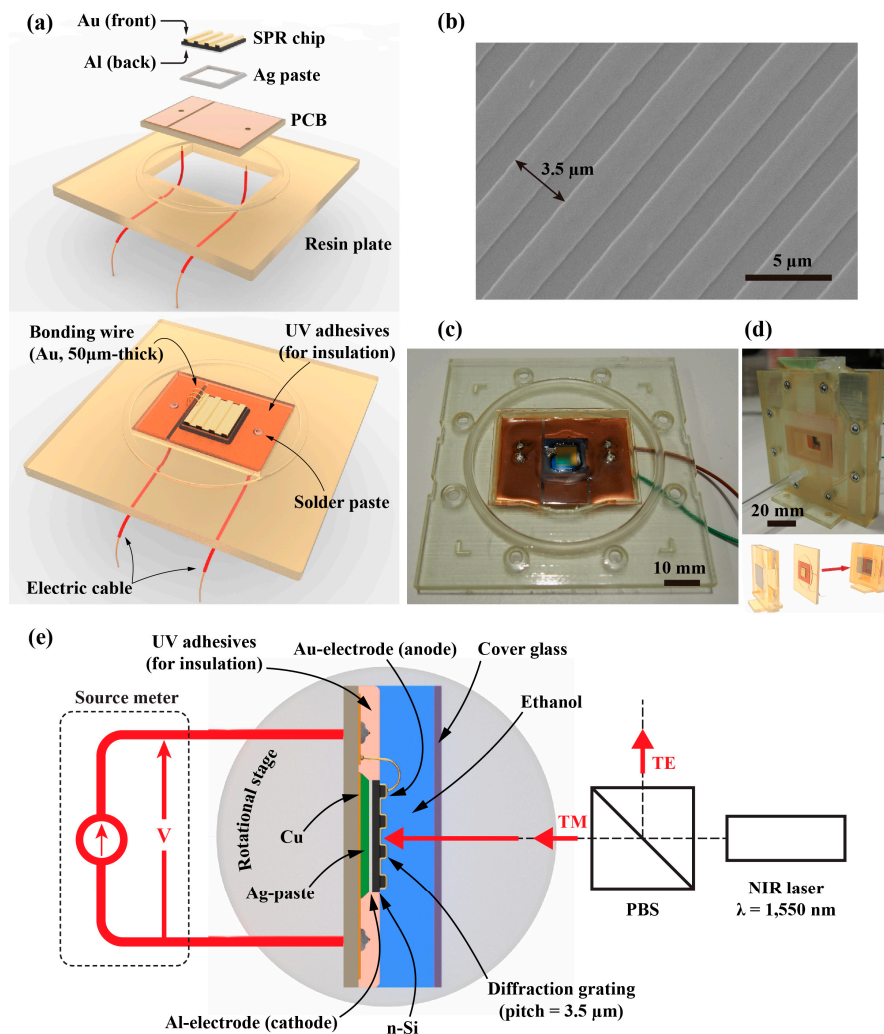 (a)
Au (front)
Al (back)
SPR chip
Ag paste
PCB
Resin plate
Bonding wire
(Au, 50μm-thick)
UV adhesives
(for insulation)
Solder paste
Electric cable
(b)
3.5 μm
5 μm
(c)
10 mm
(d)
20 mm
(e)
UV adhesives
(for insulation)
Au-electrode (anode)
Cover glass
Source meter
Ethanol
Rotational stage
TE
V
Cu
TM
Ag-paste
PBS
NIR laser
λ = 1,550 nm
Al-electrode (cathode)
n-Si
Diffraction grating
(pitch = 3.5 μm)